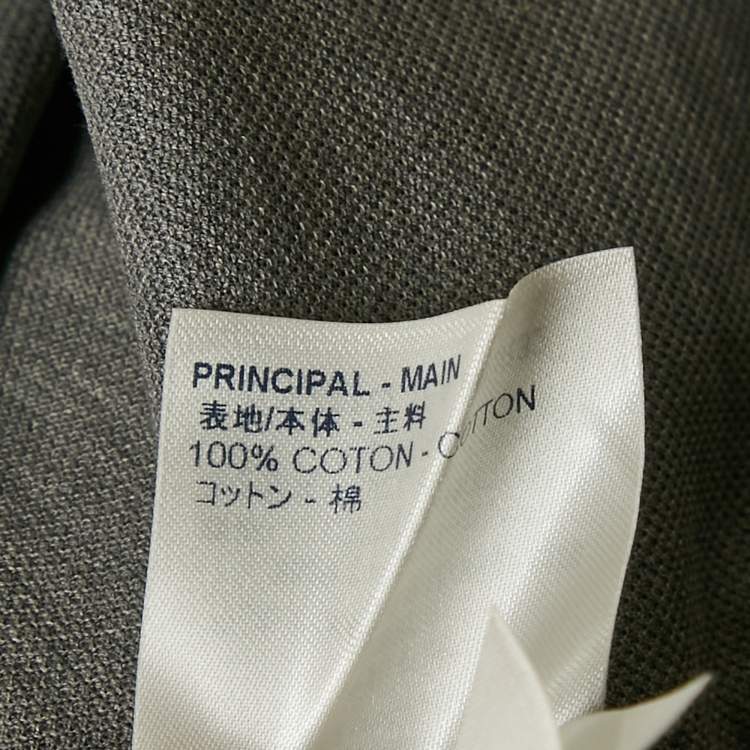 PRINCIPAL - MAIN
表地/本体 - 主料
100% COTON - COTTON
コットン - 棉